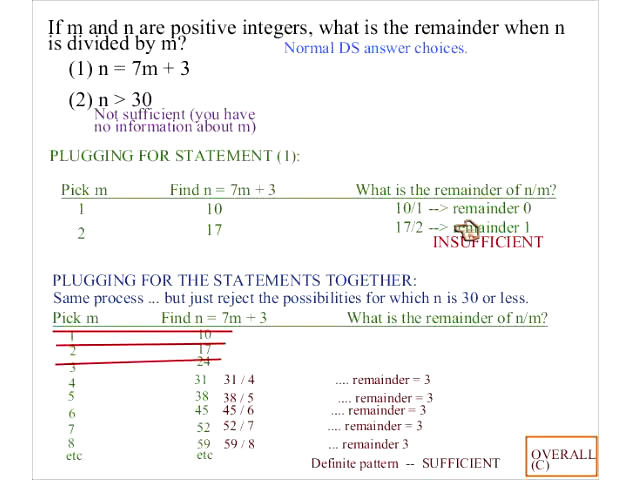 If m and n are positive integers, what is the remainder when n
is divided by m?
Normal DS answer choices.
(1) n = 7m + 3
(2) n > 30
Not sufficient (you have
no information about m)
PLUGGING FOR STATEMENT (1):
Pick m Find n = 7m + 3 What is the remainder of n/m?
1 10 10/1 --> remainder 0
2 17 17/2 --> remainder 1
INSUFFICIENT
PLUGGING FOR THE STATEMENTS TOGETHER:
Same process ... but just reject the possibilities for which n is 30 or less.
Pick m Find n = 7m + 3 What is the remainder of n/m?
1 10
2 17
3 24
4 31 31 / 4 .... remainder = 3
5 38 38 / 5 .... remainder = 3
6 45 45 / 6 .... remainder = 3
7 52 52 / 7 .... remainder = 3
8 59 59 / 8 ... remainder 3
etc etc
Definite pattern -- SUFFICIENT
OVERALL
(C)